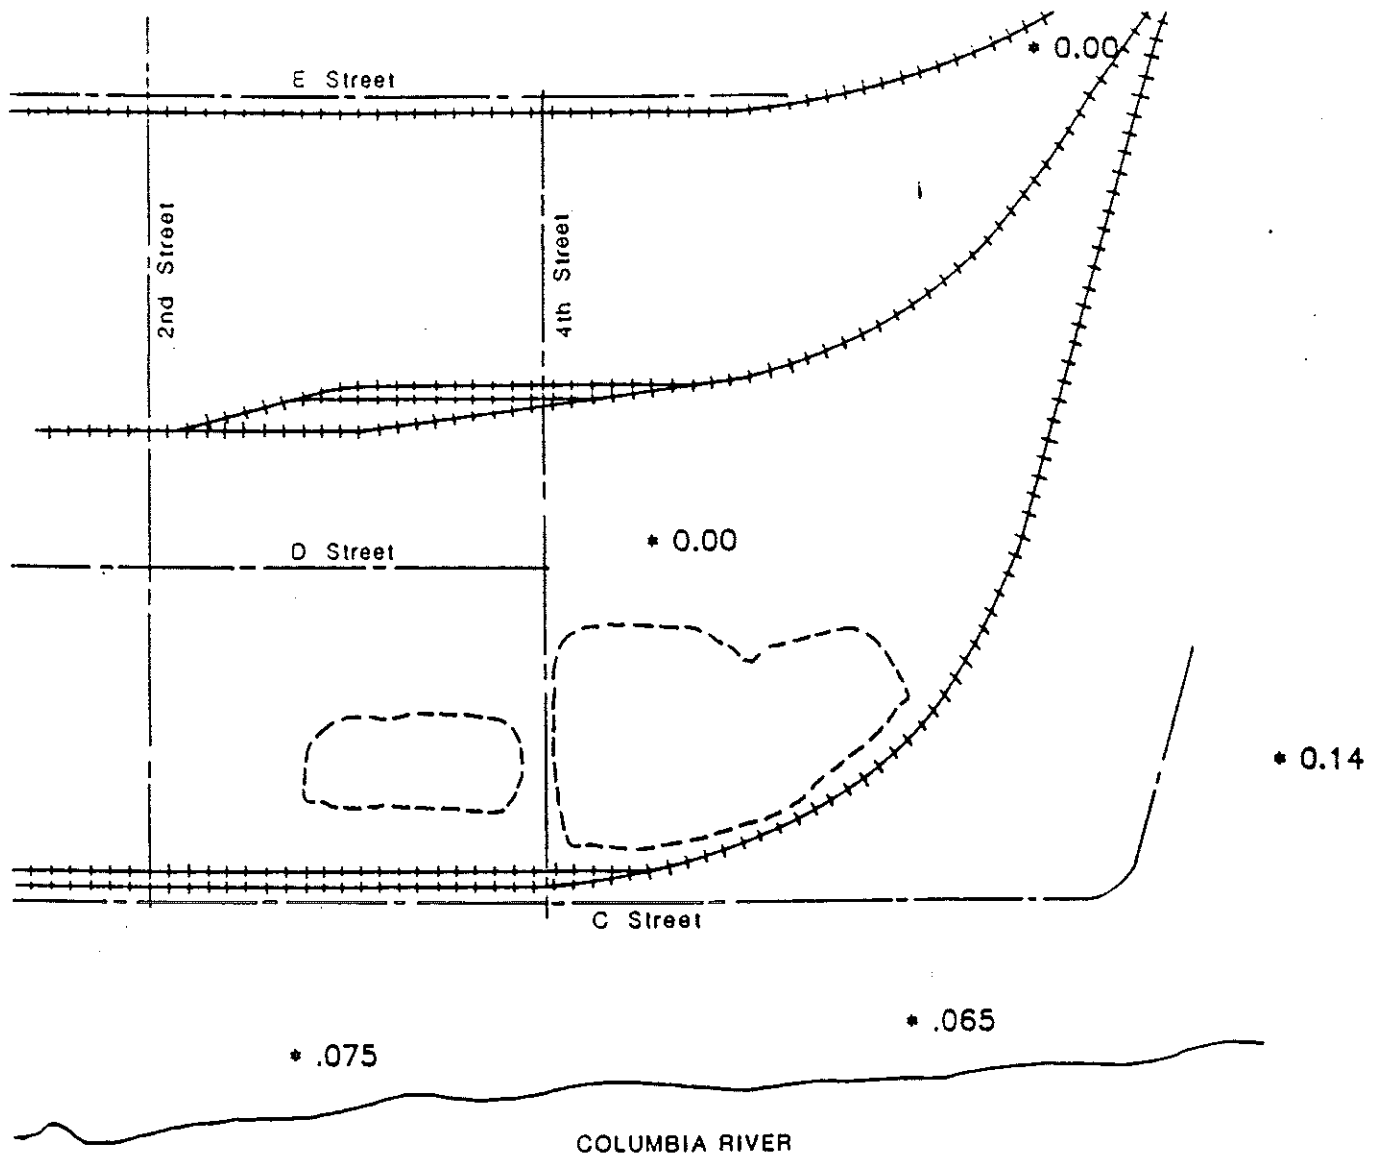 * 0.00
E Street
2nd Street
4th Street
* 0.00
D Street
* 0.14
C Street
* .065
* .075
COLUMBIA RIVER